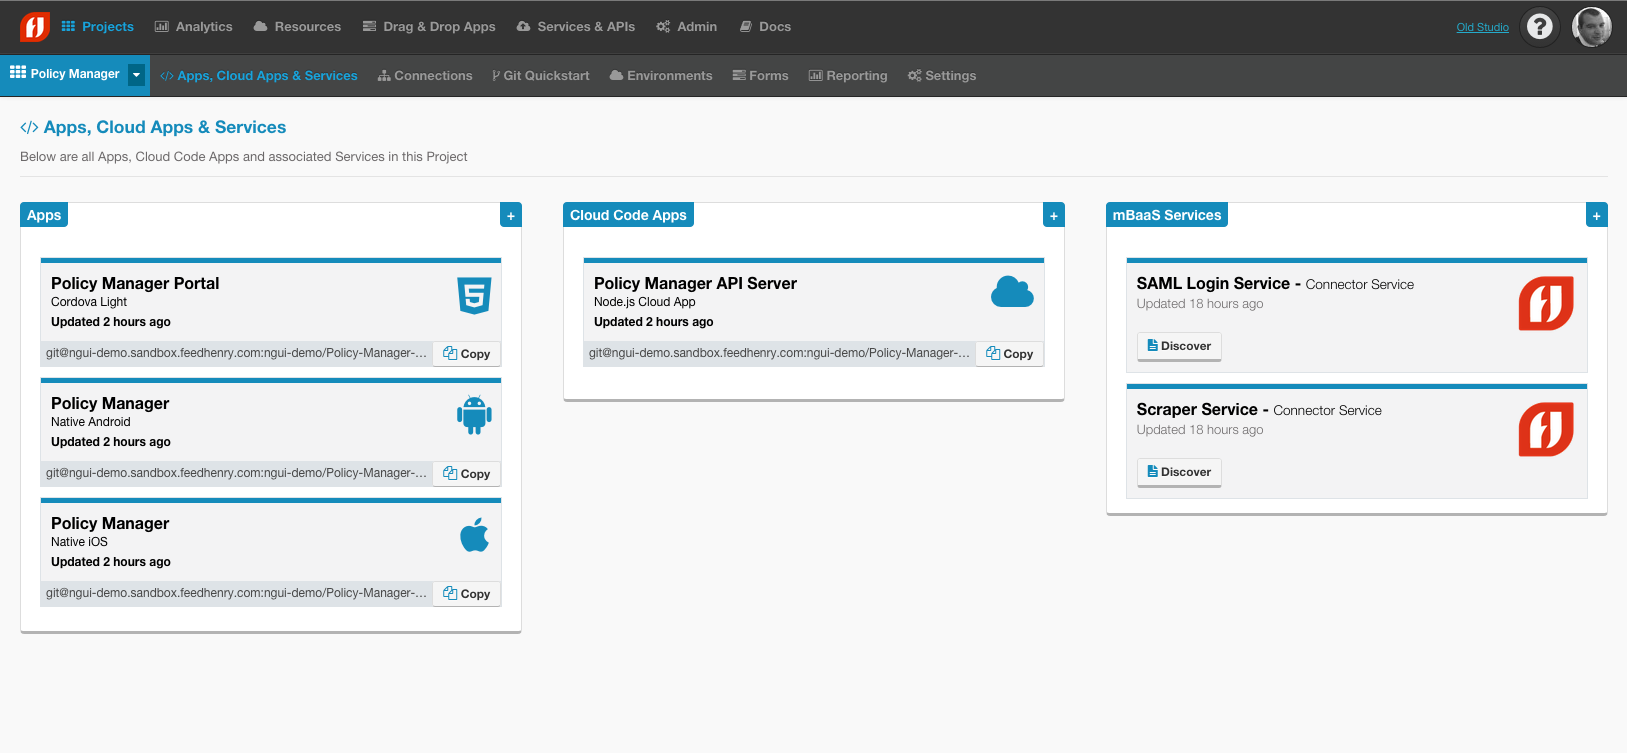 Projects Analytics Resources Drag & Drop Apps Services & APIs Admin Docs Old Studio ?
Policy Manager </> Apps, Cloud Apps & Services Connections Git Quickstart Environments Forms Reporting Settings
</> Apps, Cloud Apps & Services
Below are all Apps, Cloud Code Apps and associated Services in this Project
Apps +
Policy Manager Portal
Cordova Light
Updated 2 hours ago
git@ngui-demo.sandbox.feedhenry.com:ngui-demo/Policy-Manager-... Copy
Policy Manager
Native Android
Updated 2 hours ago
git@ngui-demo.sandbox.feedhenry.com:ngui-demo/Policy-Manager-... Copy
Policy Manager
Native iOS
Updated 2 hours ago
git@ngui-demo.sandbox.feedhenry.com:ngui-demo/Policy-Manager-... Copy
Cloud Code Apps +
Policy Manager API Server
Node.js Cloud App
Updated 2 hours ago
git@ngui-demo.sandbox.feedhenry.com:ngui-demo/Policy-Manager-... Copy
mBaaS Services +
SAML Login Service - Connector Service
Updated 18 hours ago
Discover
Scraper Service - Connector Service
Updated 18 hours ago
Discover